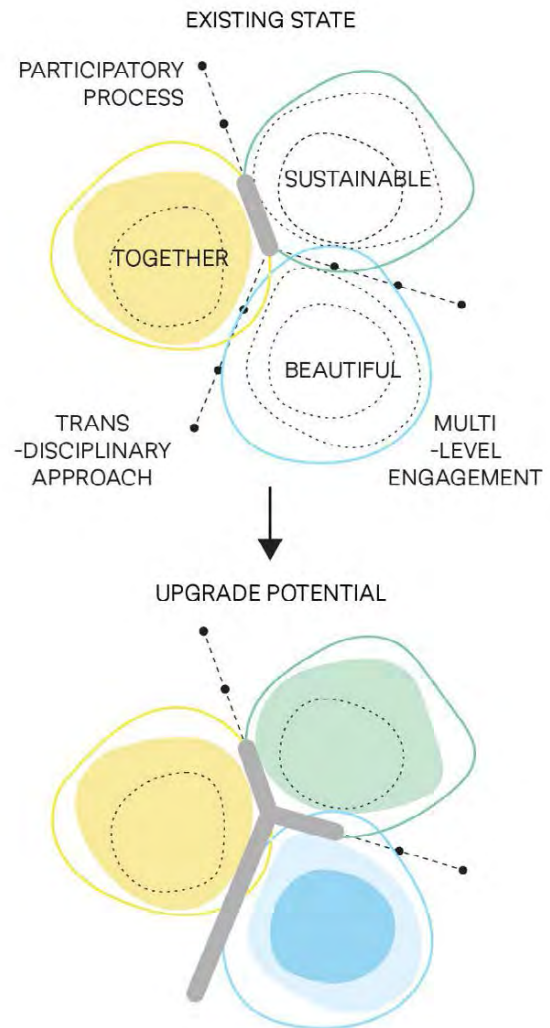 EXISTING STATE
PARTICIPATORY
PROCESS
SUSTAINABLE
TOGETHER
BEAUTIFUL
TRANS
-DISCIPLINARY
APPROACH
MULTI
-LEVEL
ENGAGEMENT
UPGRADE POTENTIAL